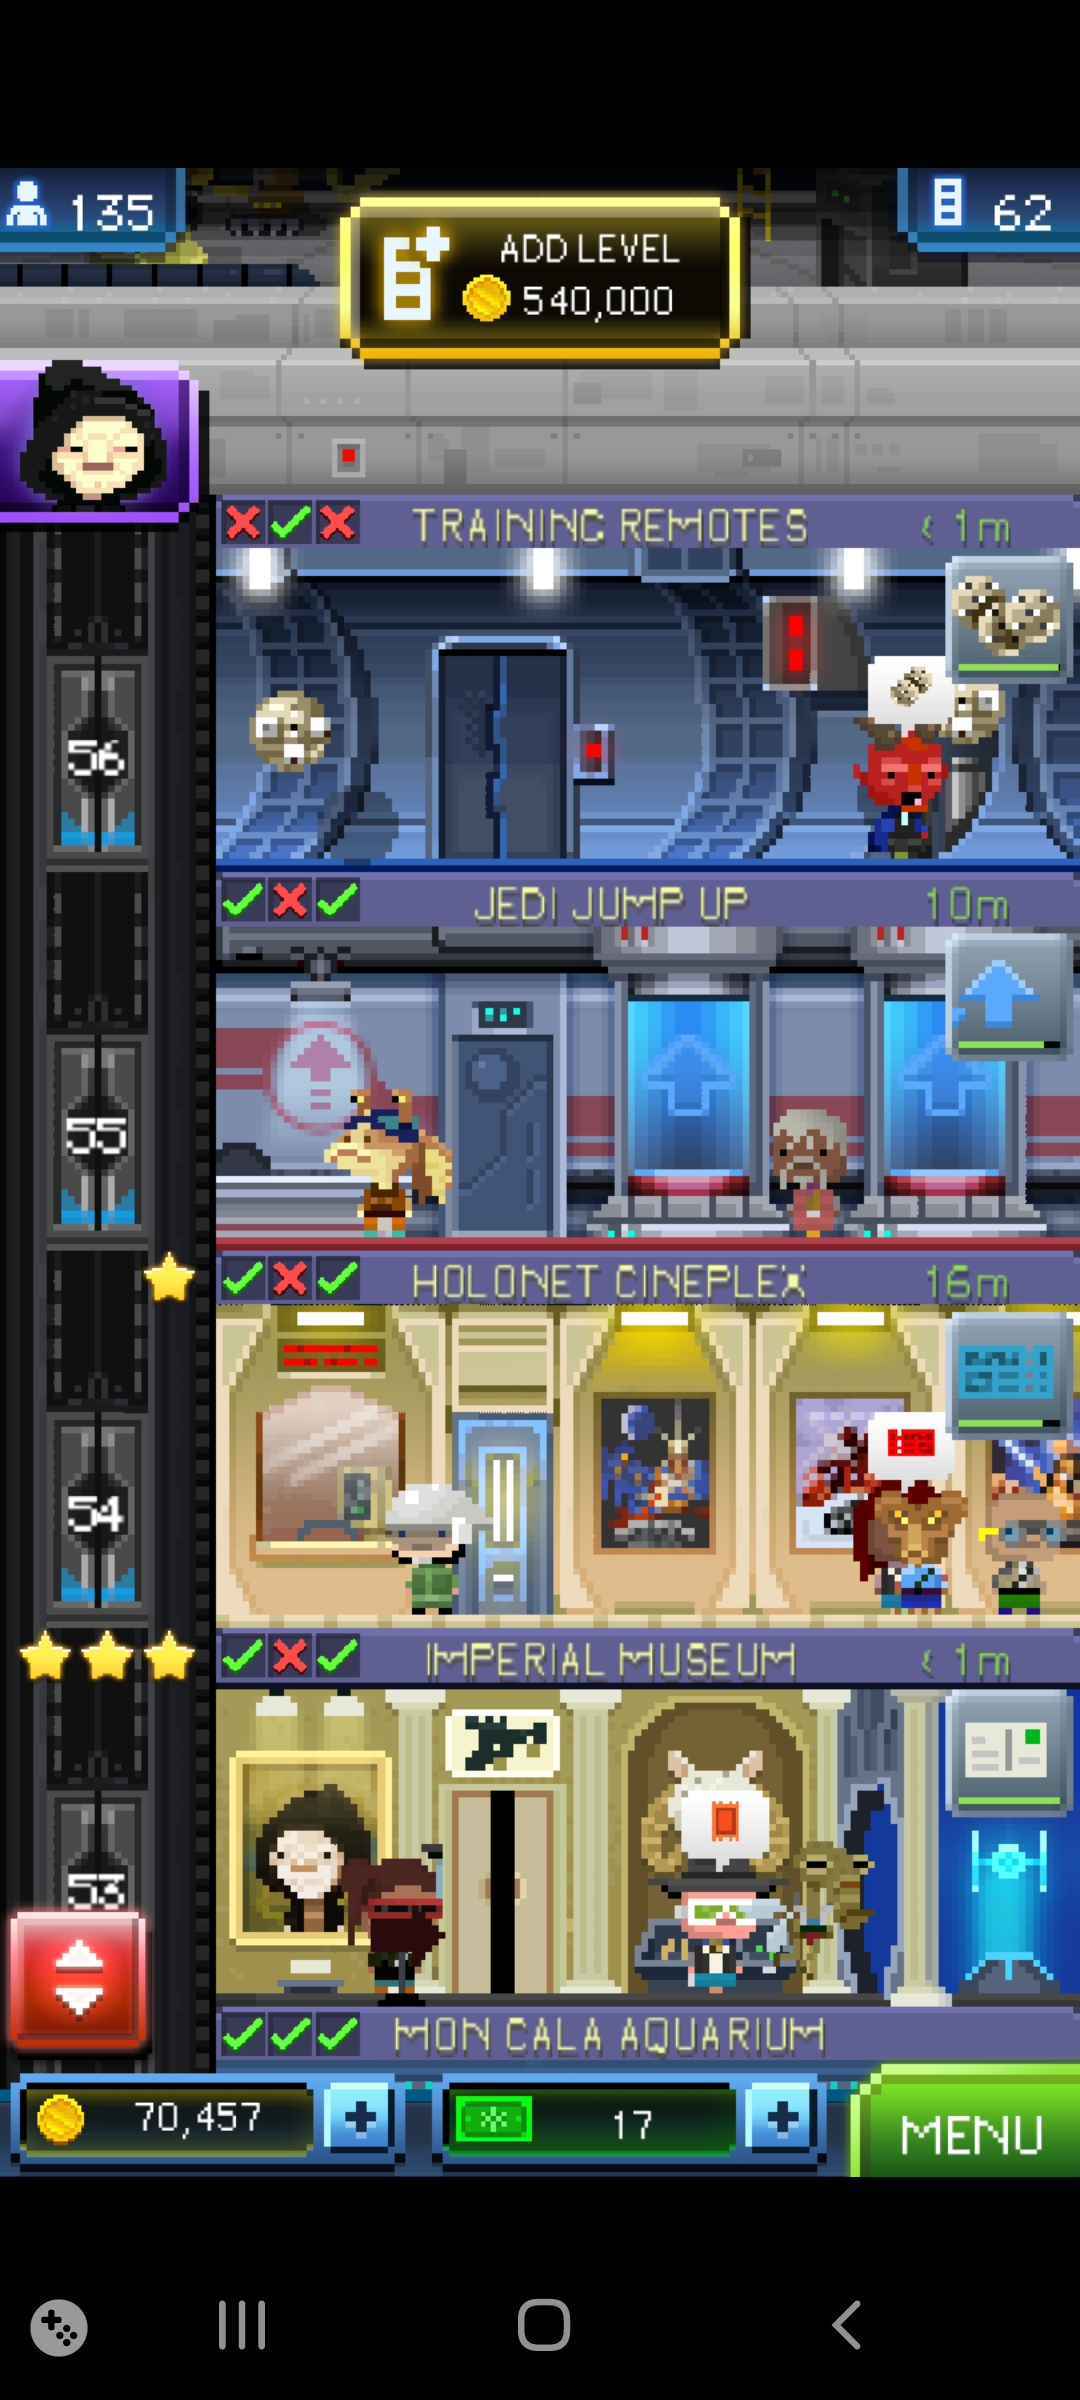 135
62
ADD LEVEL
540,000
TRAINING REMOTES < 1m
56
JEDI JUMP UP 10m
55
HOLONET CINEPLEX 16m
54
IMPERIAL MUSEUM < 1m
53
MON CALA AQUARIUM
70,457
17
MENU